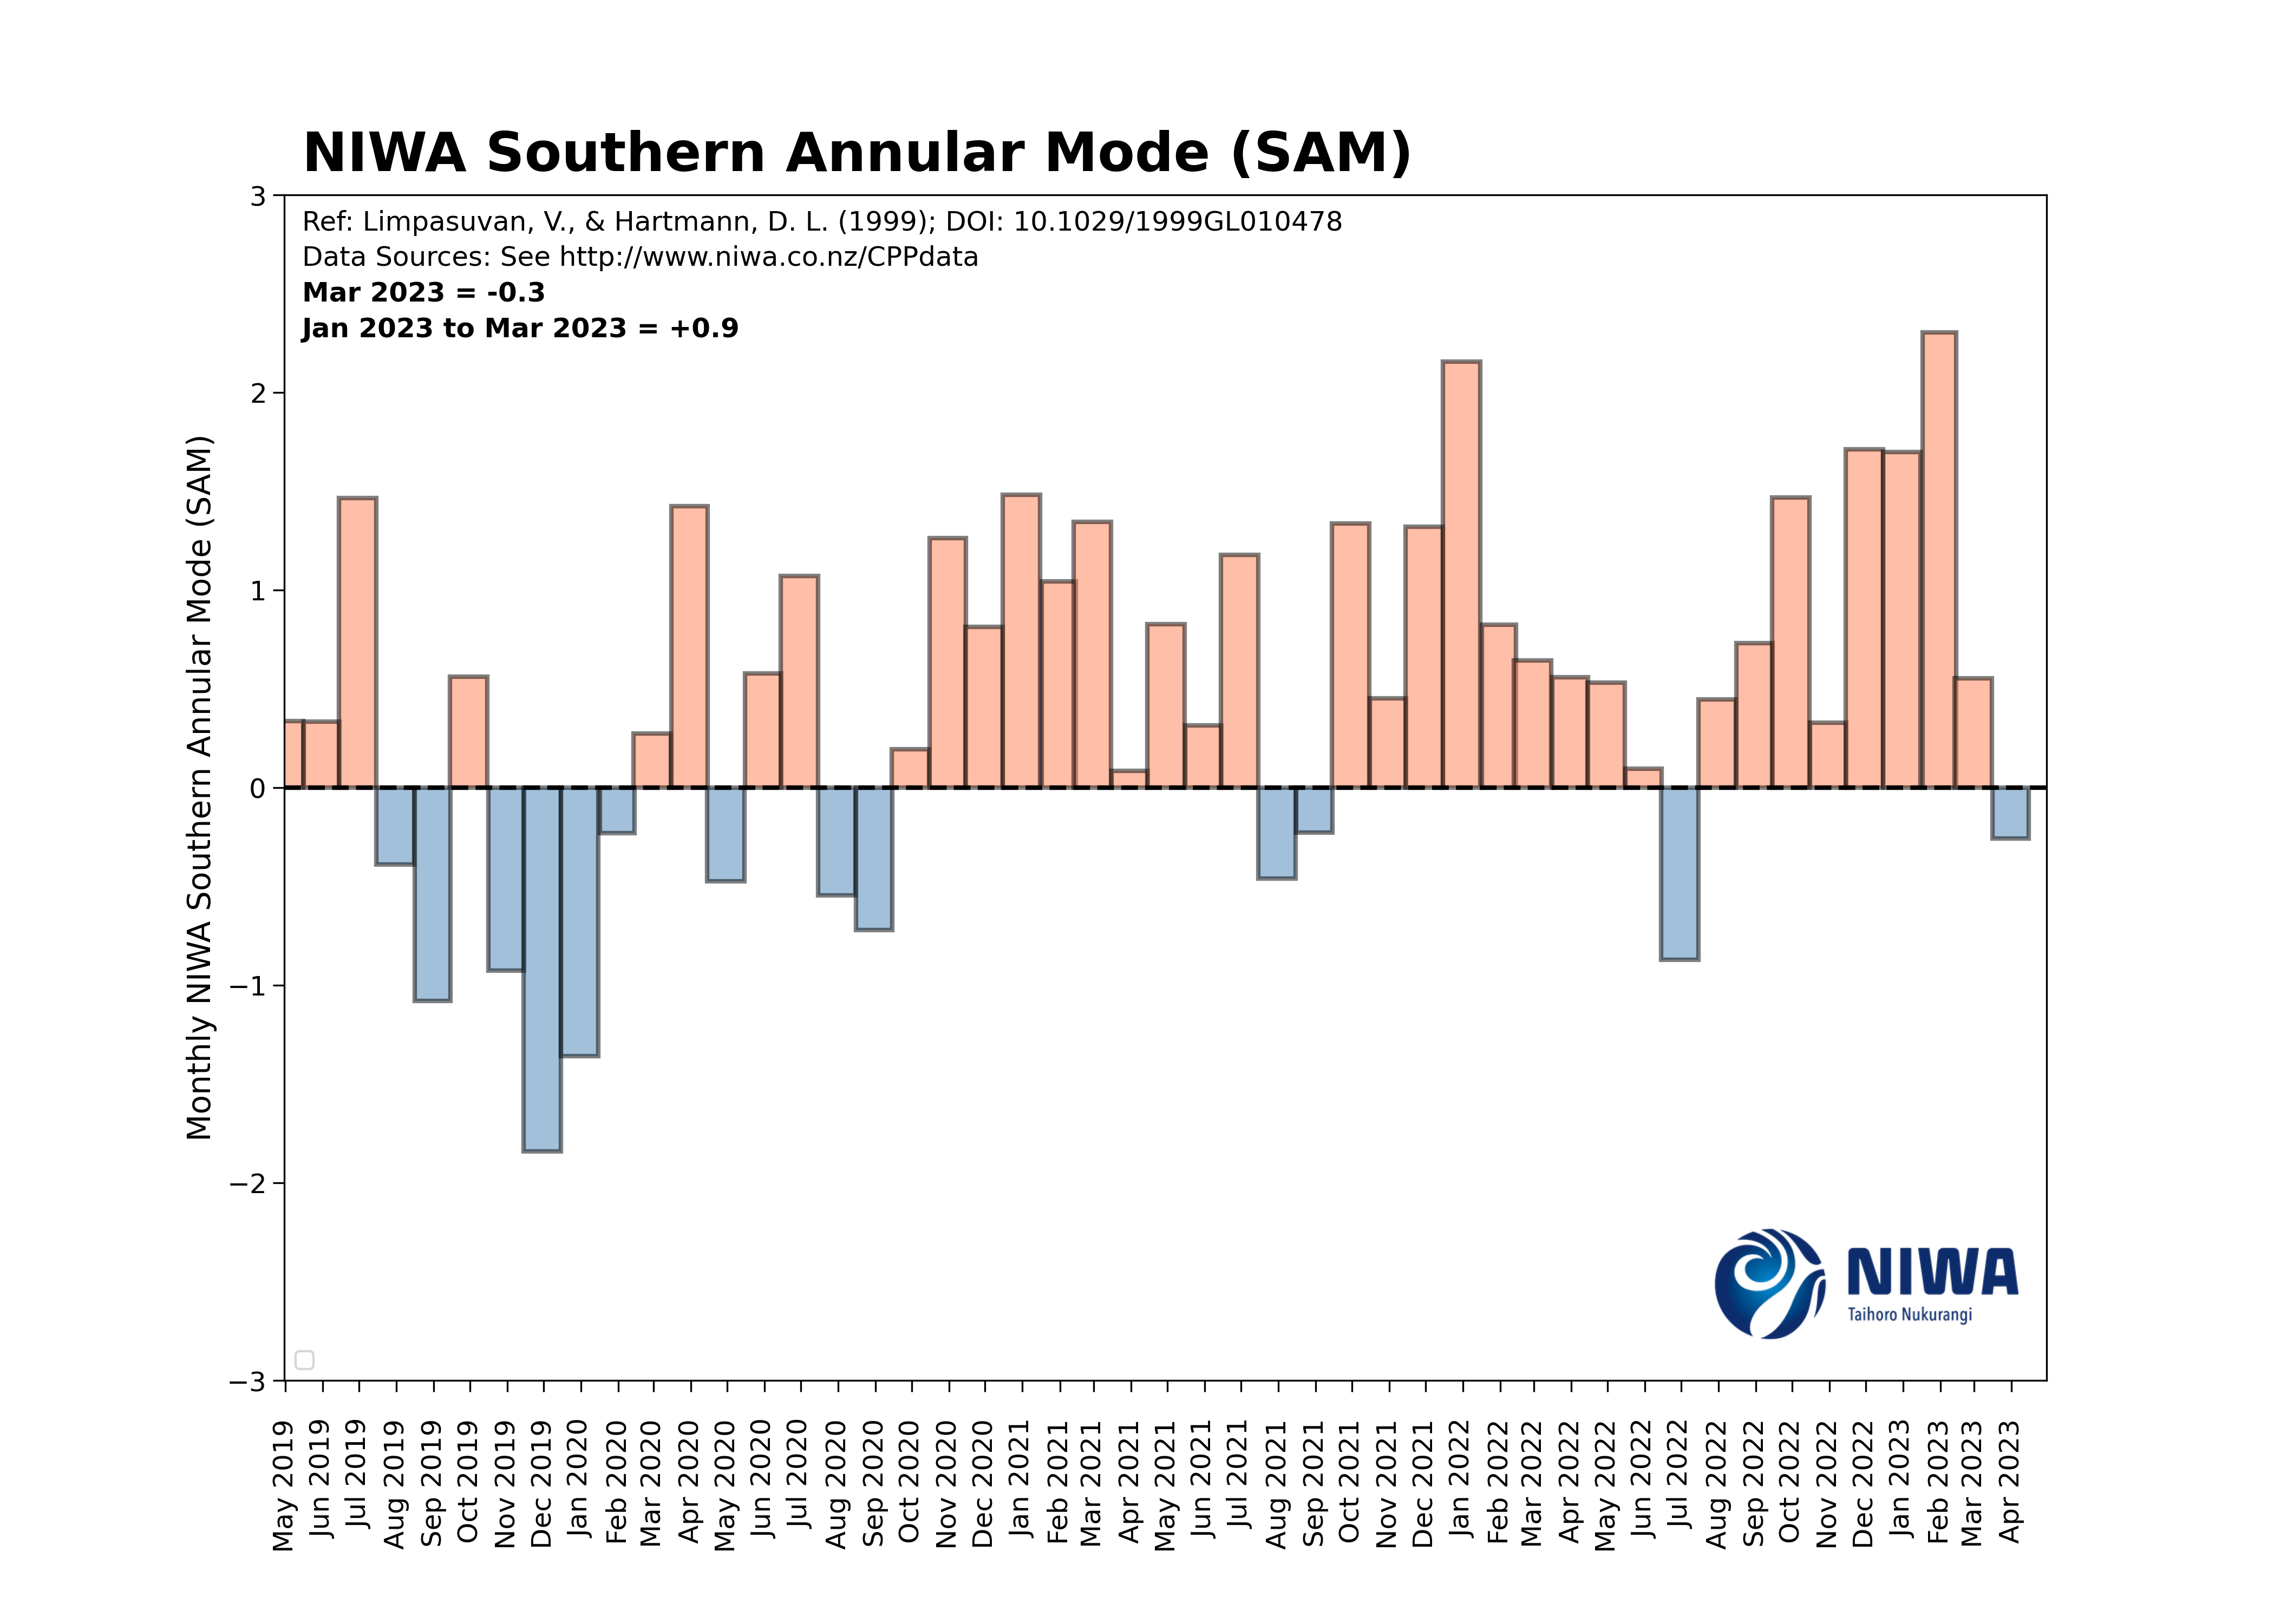 NIWA Southern Annular Mode (SAM)
Ref: Limpasuvan, V., & Hartmann, D. L. (1999); DOI: 10.1029/1999GL010478
Data Sources: See http://www.niwa.co.nz/CPPdata
Mar 2023 = -0.3
Jan 2023 to Mar 2023 = +0.9
Monthly NIWA Southern Annular Mode (SAM)
3
2
1
0
−1
−2
−3
NIWA
Taihoro Nukurangi
May 2019
Jun 2019
Jul 2019
Aug 2019
Sep 2019
Oct 2019
Nov 2019
Dec 2019
Jan 2020
Feb 2020
Mar 2020
Apr 2020
May 2020
Jun 2020
Jul 2020
Aug 2020
Sep 2020
Oct 2020
Nov 2020
Dec 2020
Jan 2021
Feb 2021
Mar 2021
Apr 2021
May 2021
Jun 2021
Jul 2021
Aug 2021
Sep 2021
Oct 2021
Nov 2021
Dec 2021
Jan 2022
Feb 2022
Mar 2022
Apr 2022
May 2022
Jun 2022
Jul 2022
Aug 2022
Sep 2022
Oct 2022
Nov 2022
Dec 2022
Jan 2023
Feb 2023
Mar 2023
Apr 2023